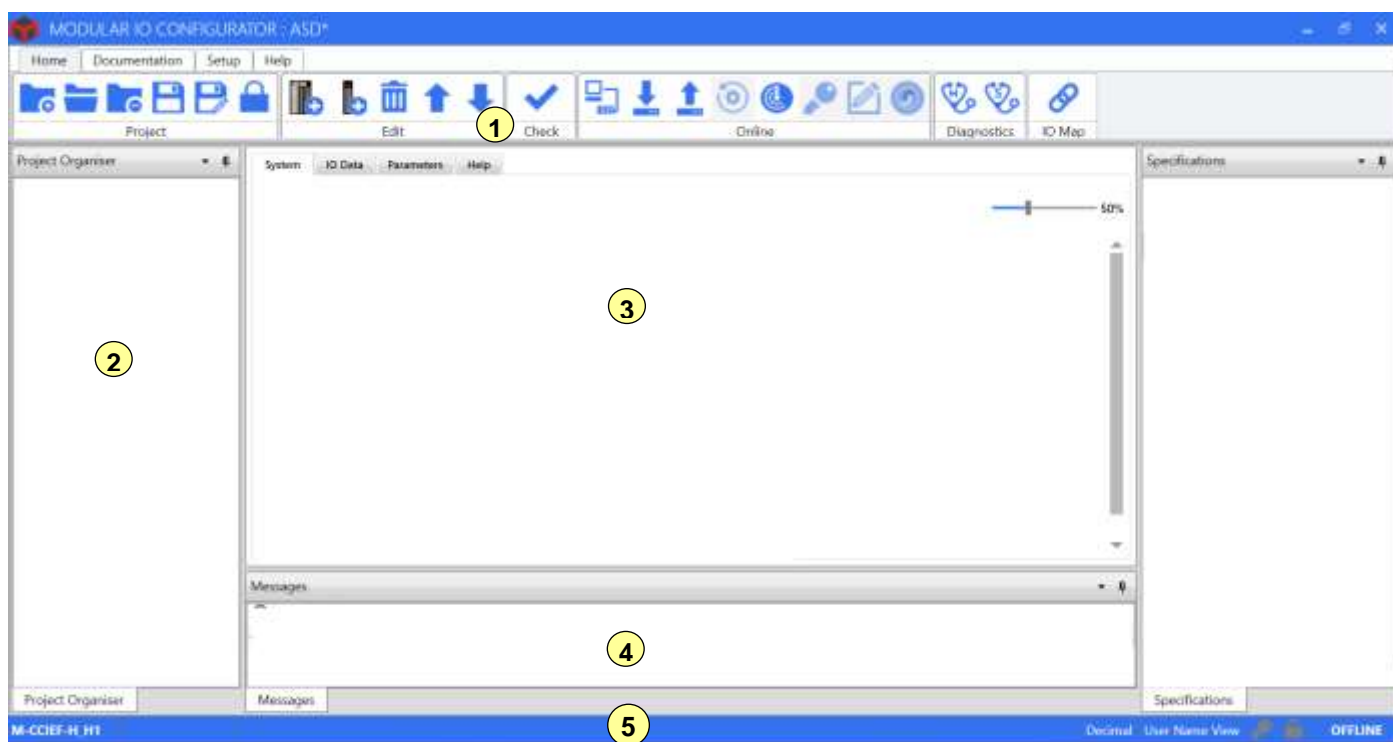 MODULAR IO CONFIGURATOR : ASD*
Home Documentation Setup Help
Project Edit 1 Check Online Diagnostics IO Map
Project Organiser
System IO Data Parameters Help
Specifications
50%
3
2
Messages
4
Project Organiser
Messages
Specifications
M-CCIEF-H_H1
5
Decimal User Name View OFFLINE